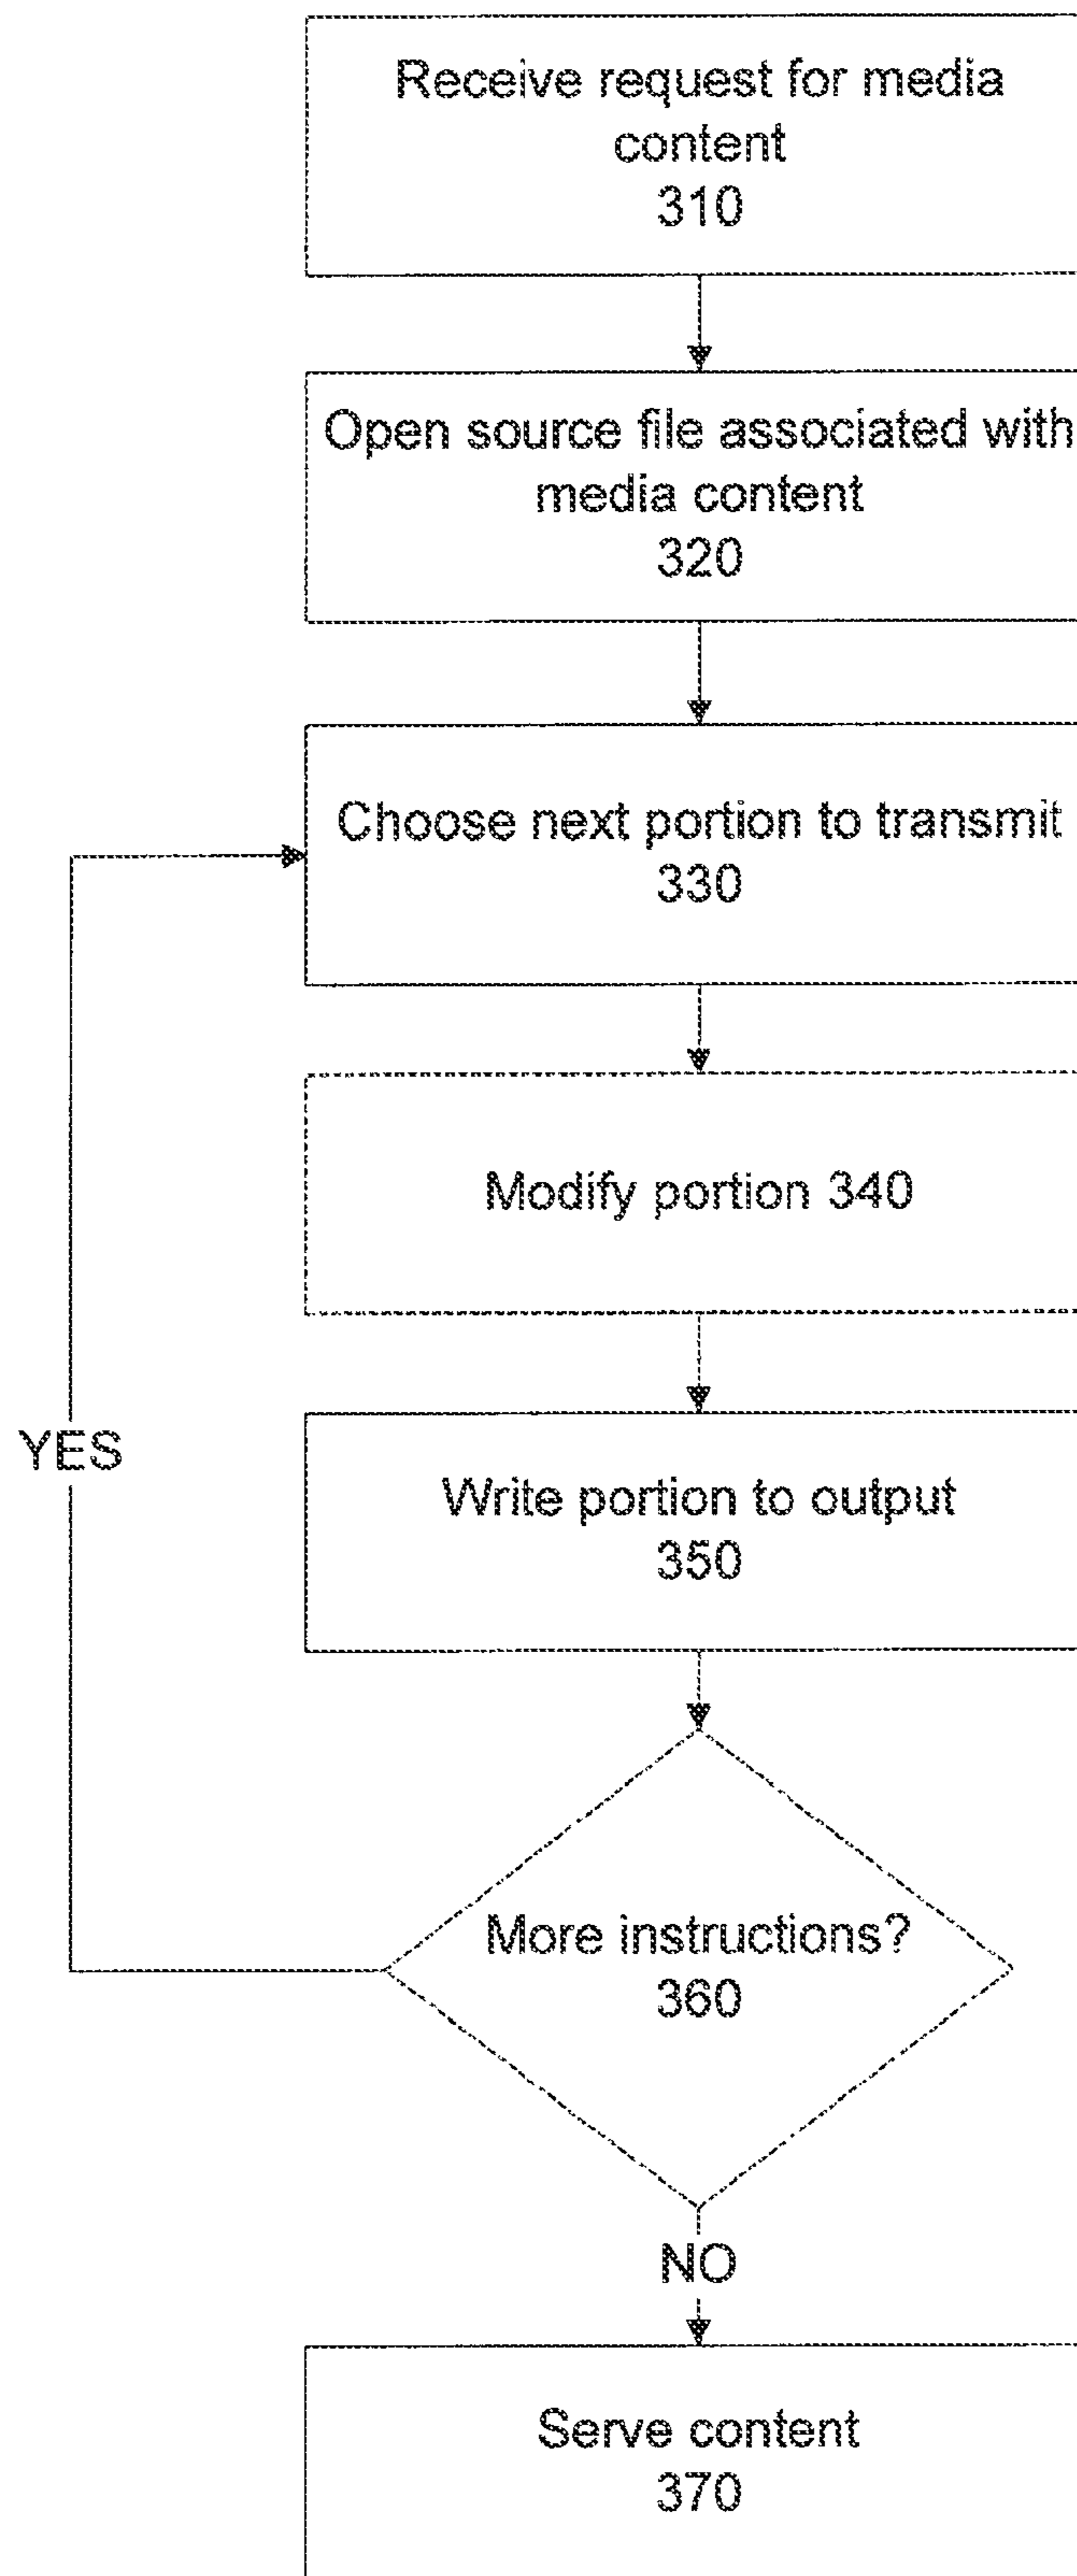 Receive request for media
content
310
Open source file associated with
media content
320
Choose next portion to transmit
330
Modify portion 340
YES
Write portion to output
350
More instructions?
360
NO
Serve content
370